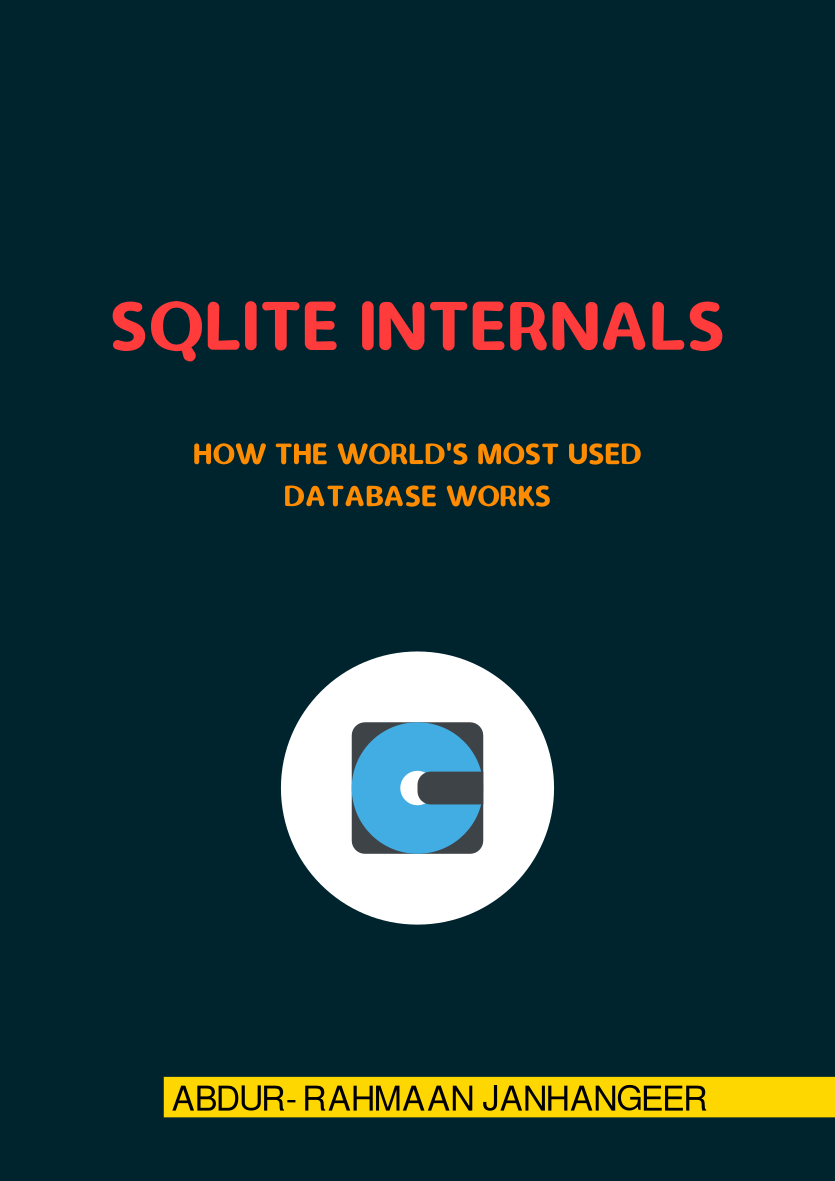 SQLITE INTERNALS
HOW THE WORLD'S MOST USED
DATABASE WORKS
ABDUR- RAHMAAN JANHANGEER